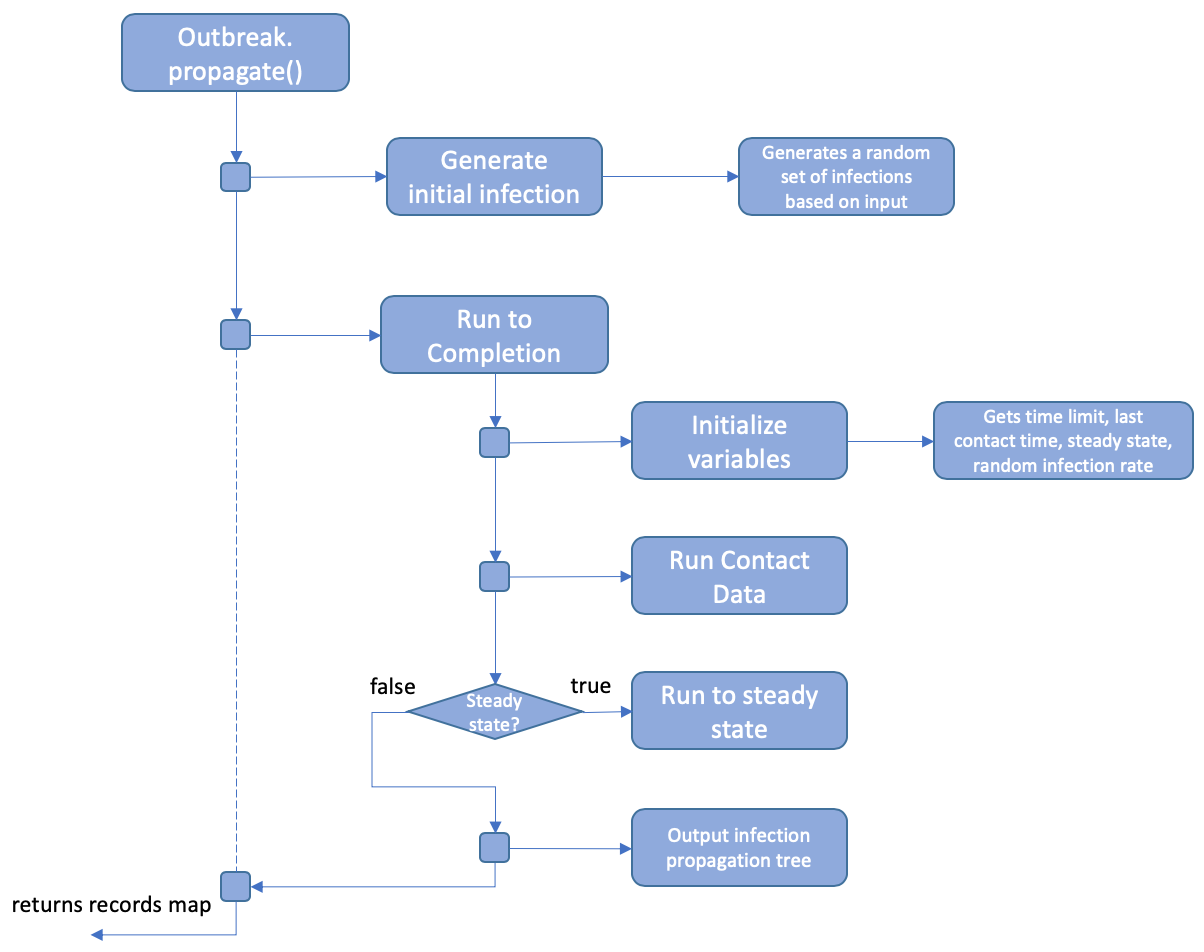 Outbreak.
propagate()
Generate
initial infection
Generates a random
set of infections
based on input
Run to
Completion
Initialize
variables
Gets time limit, last
contact time, steady state,
random infection rate
Run Contact
Data
false
Steady
state?
true
Run to steady
state
Output infection
propagation tree
returns records map